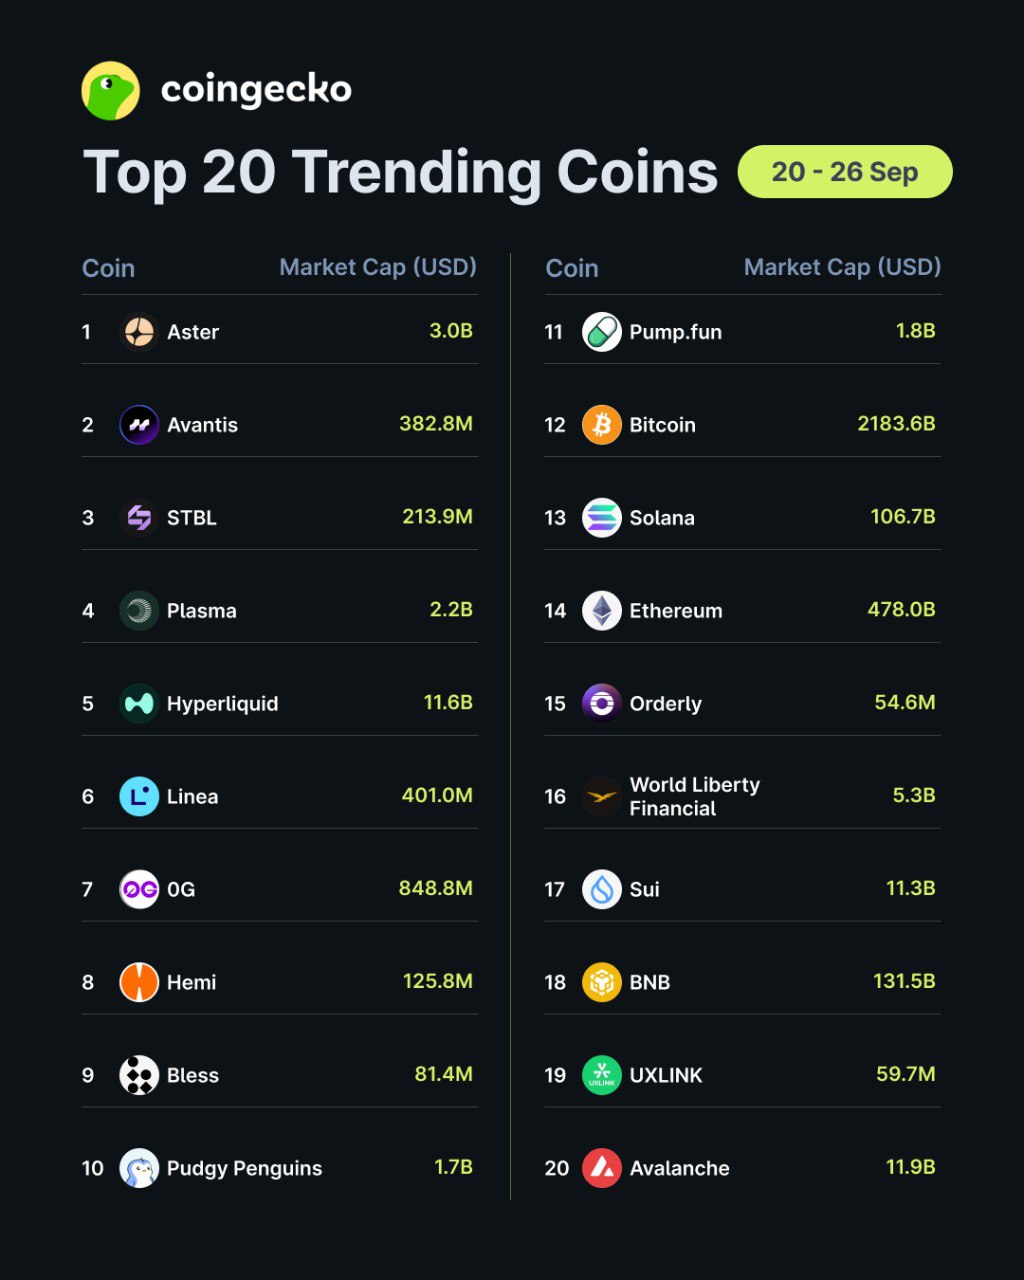 coingecko
Top 20 Trending Coins 20 - 26 Sep
Coin Market Cap (USD)
1 Aster 3.0B
2 Avantis 382.8M
3 STBL 213.9M
4 Plasma 2.2B
5 Hyperliquid 11.6B
6 Linea 401.0M
7 0G 848.8M
8 Hemi 125.8M
9 Bless 81.4M
10 Pudgy Penguins 1.7B
Coin Market Cap (USD)
11 Pump.fun 1.8B
12 Bitcoin 2183.6B
13 Solana 106.7B
14 Ethereum 478.0B
15 Orderly 54.6M
16 World Liberty
Financial 5.3B
17 Sui 11.3B
18 BNB 131.5B
19 UXLINK UXLINK 59.7M
20 Avalanche 11.9B